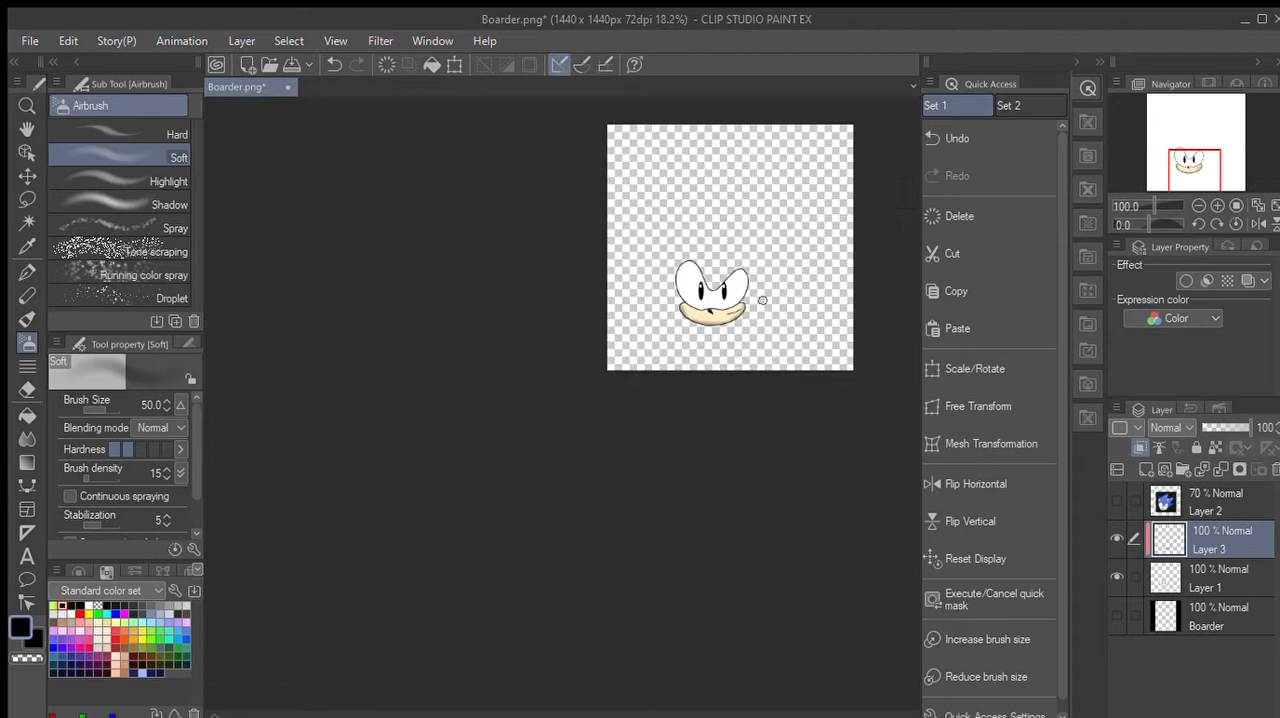 Boarder.png* (1440 x 1440px 72dpi 18.2%) - CLIP STUDIO PAINT EX
File Edit Story(P) Animation Layer Select View Filter Window Help
Sub Tool [Airbrush]
Boarder.png*
Quick Access
Navigator
Airbrush
Set 1
Set 2
Hard
Soft
Highlight
Shadow
Spray
Tone scraping
Running color spray
Droplet
Tool property [Soft]
Soft
Brush Size 50.0
Blending mode Normal
Hardness
Brush density 15
Continuous spraying
Stabilization 5
Standard color set
Undo
Redo
Delete
Cut
Copy
Paste
Scale/Rotate
Free Transform
Mesh Transformation
Flip Horizontal
Flip Vertical
Reset Display
Execute/Cancel quick
mask
Increase brush size
Reduce brush size
Quick Access Settings
100.0
0.0
Layer Property
Effect
Expression color
Color
Layer
Normal 100
70 % Normal
Layer 2
100 % Normal
Layer 3
100 % Normal
Layer 1
100 % Normal
Boarder